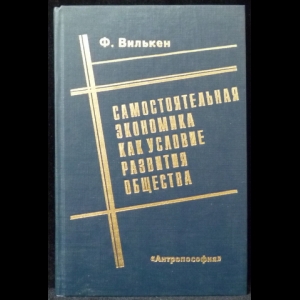 Ф. Вилькен
САМОСТОЯТЕЛЬНАЯ
ЭКОНОМИКА
КАК УСЛОВИЕ
РАЗВИТИЯ
ОБЩЕСТВА
«Антропософия»